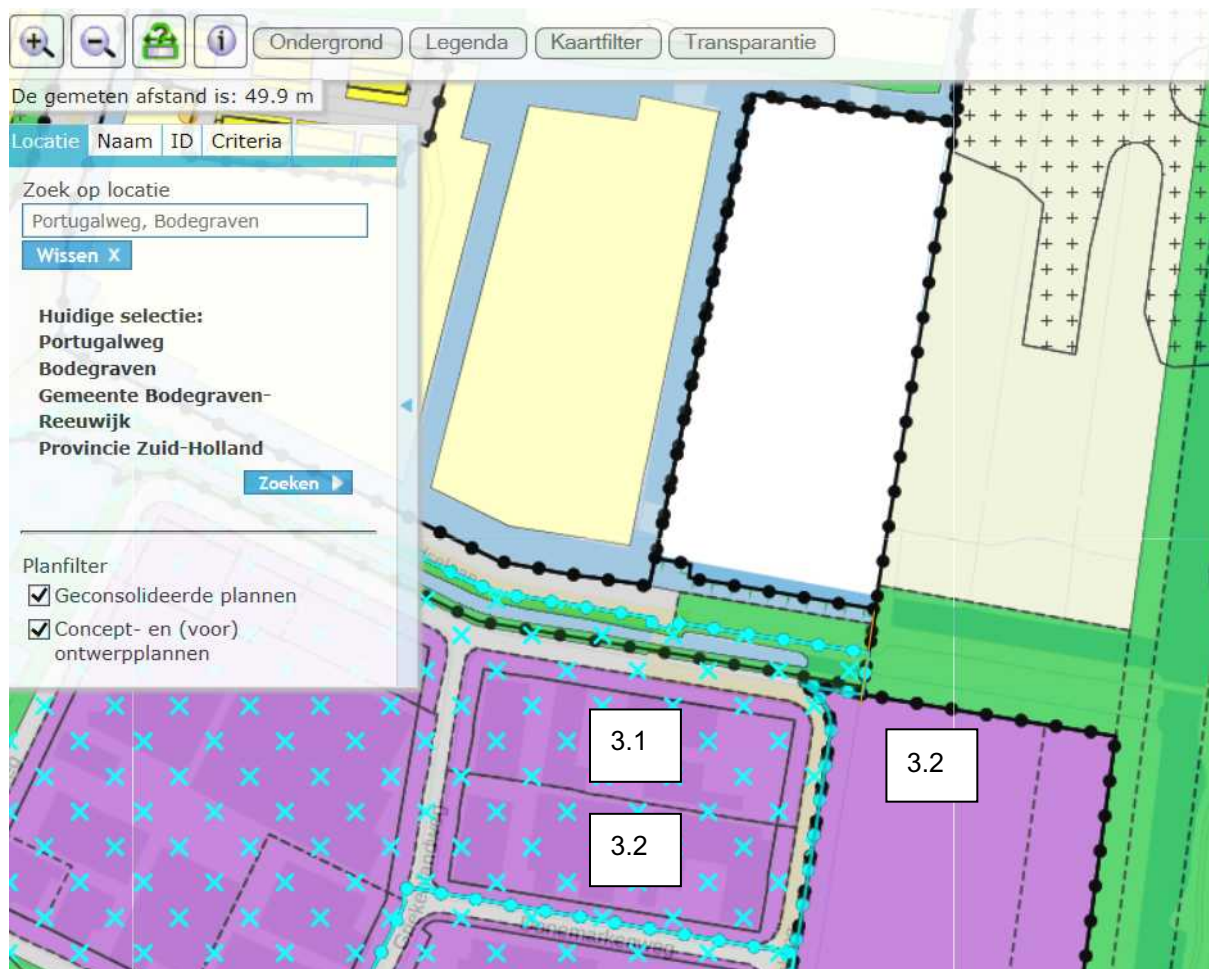 Ondergrond Legenda Kaartfilter Transparantie
De gemeten afstand is: 49.9 m
Locatie Naam ID Criteria
Zoek op locatie
Portugalweg, Bodegraven
Wissen X
Huidige selectie:
Portugalweg
Bodegraven
Gemeente Bodegraven-
Reeuwijk
Provincie Zuid-Holland
Zoeken
Planfilter
Geconsolideerde plannen
Concept- en (voor)
ontwerpplannen
3.1
3.2
3.2
Griekenlandweg
Denemarkenweg